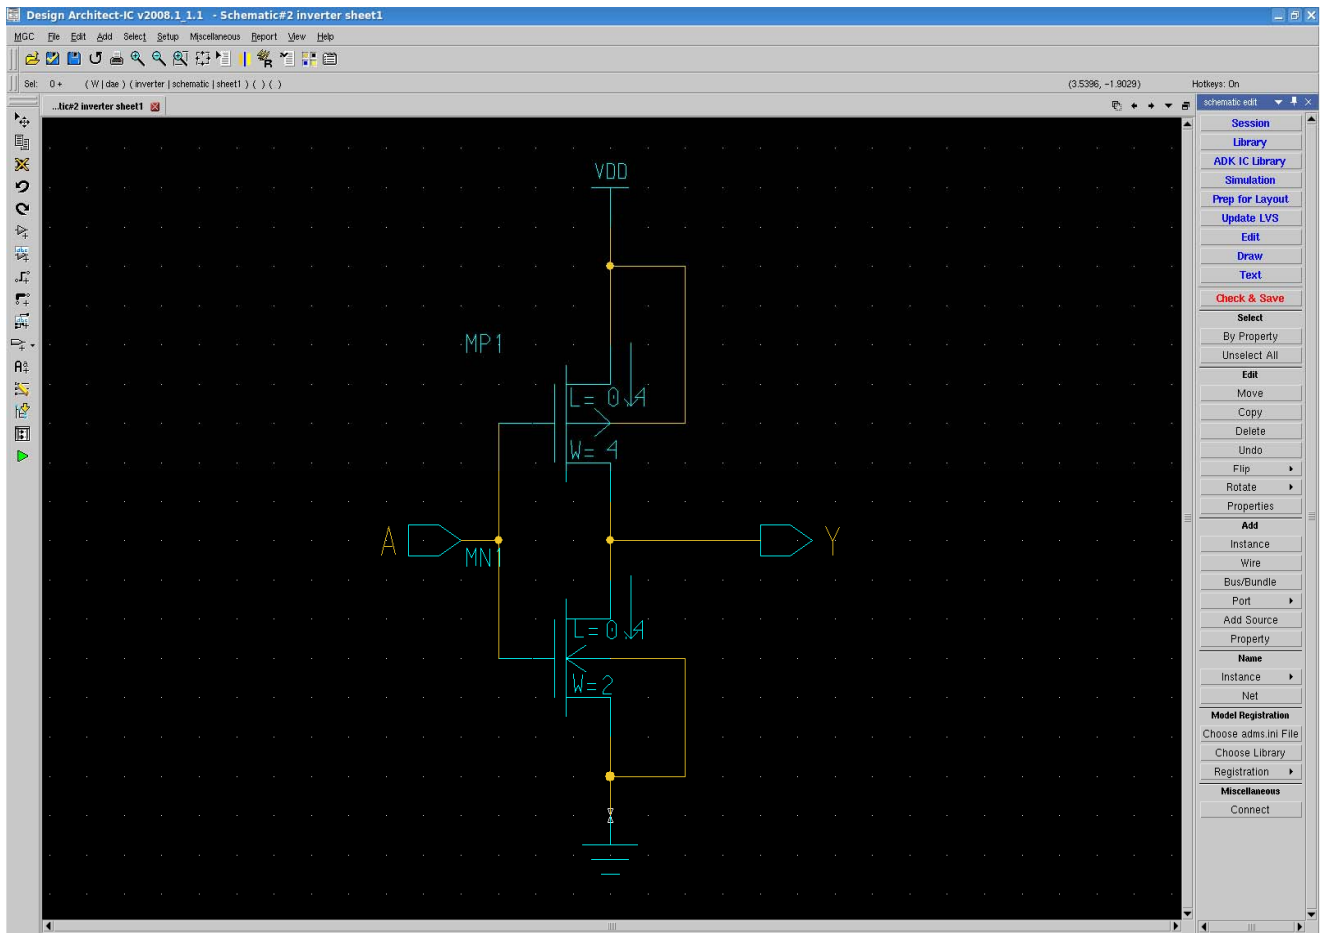 Design Architect-IC v2008.1_1.1 - Schematic#2 inverter sheet1
MGC File Edit Add Select Setup Miscellaneous Report View Help
Sel: 0+ ( W | dae ) ( inverter | schematic | sheet1 ) ( ) ( ) (3.5396, -1.9029) Hotkeys: On
...tic#2 inverter sheet1
schematic edit
Session
Library
ADK IC Library
Simulation
Prep for Layout
Update LVS
Edit
Draw
Text
Check & Save
Select
By Property
Unselect All
Edit
Move
Copy
Delete
Undo
Flip
Rotate
Properties
Add
Instance
Wire
Bus/Bundle
Port
Add Source
Property
Name
Instance
Net
Model Registration
Choose adms.ini File
Choose Library
Registration
Miscellaneous
Connect
VDD
MP1
L= 0.4
W= 4
A
Y
MN1
L= 0.4
W=2